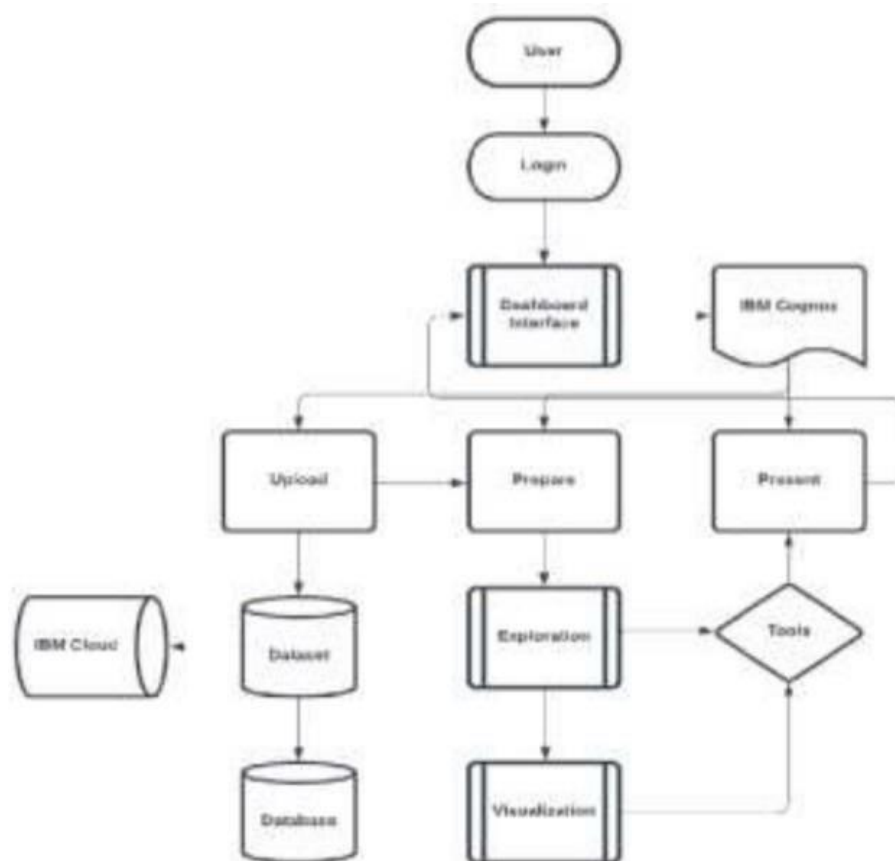 User
Login
Dashboard
Interface
IBM Cognos
Upload
Prepare
Present
IBM Cloud
Dataset
Exploration
Tools
Database
Visualization